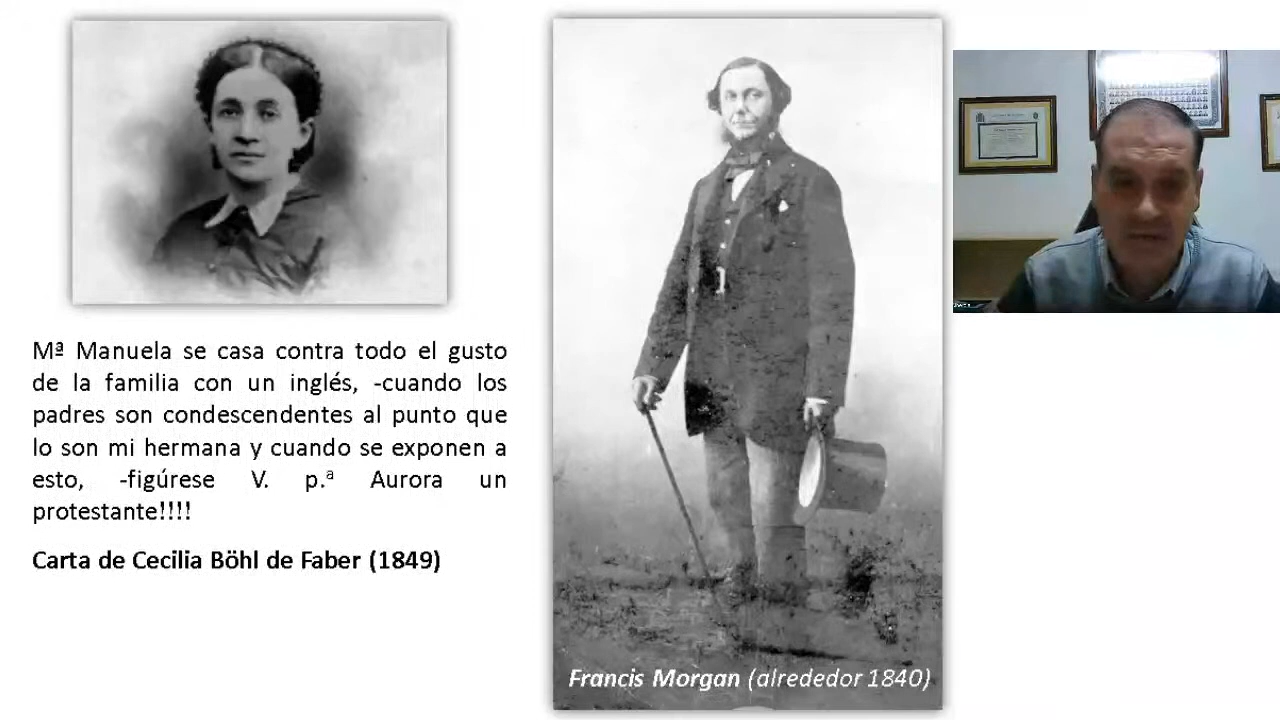 Mª Manuela se casa contra todo el gusto
de la familia con un inglés, -cuando los
padres son condescendentes al punto que
lo son mi hermana y cuando se exponen a
esto, -figúrese V. p.ª Aurora un
protestante!!!!
Carta de Cecilia Böhl de Faber (1849)
Francis Morgan (alrededor 1840)